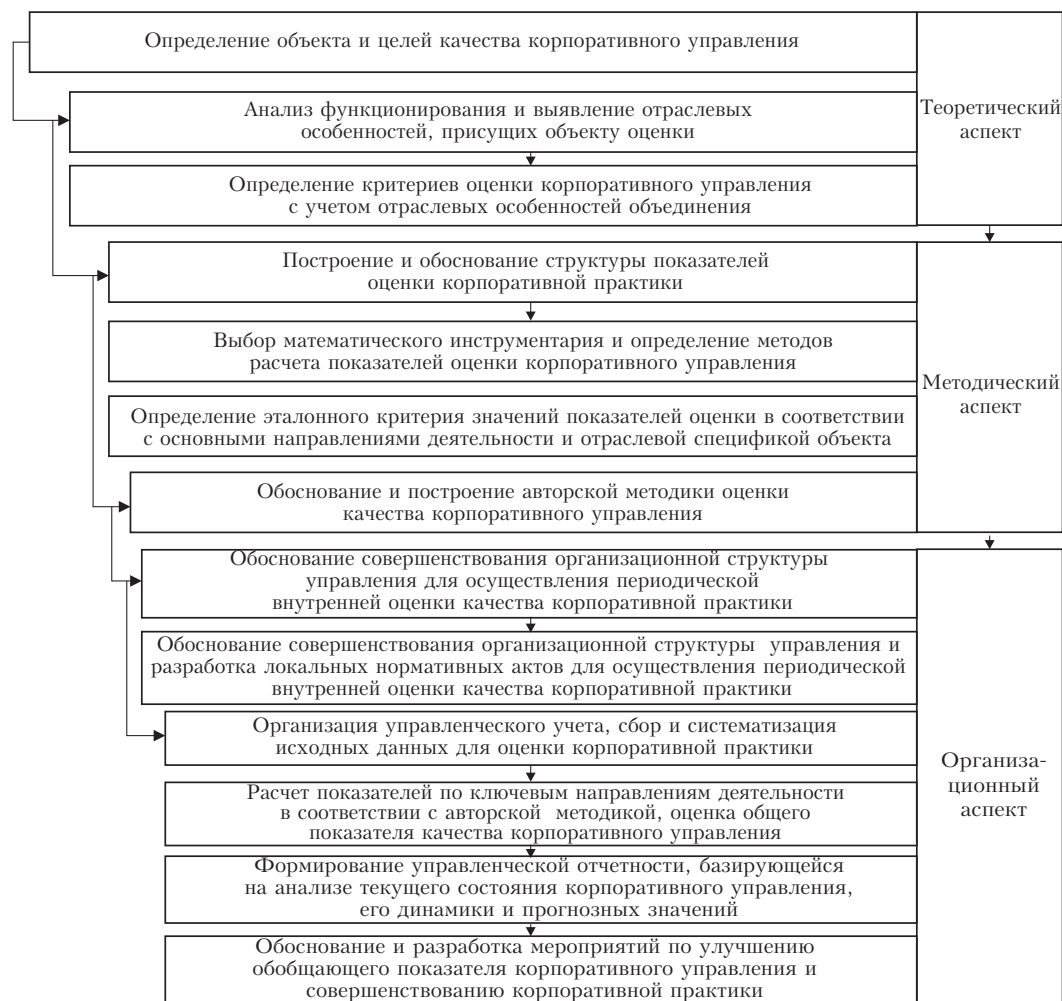 Определение объекта и целей качества корпоративного управления
Анализ функционирования и выявление отраслевых
особенностей, присущих объекту оценки
Определение критериев оценки корпоративного управления
с учетом отраслевых особенностей объединения
Теоретический
аспект
Построение и обоснование структуры показателей
оценки корпоративной практики
Выбор математического инструментария и определение методов
расчета показателей оценки корпоративного управления
Определение эталонного критерия значений показателей оценки в соответствии
с основными направлениями деятельности и отраслевой спецификой объекта
Обоснование и построение авторской методики оценки
качества корпоративного управления
Методический
аспект
Обоснование совершенствования организационной структуры
управления для осуществления периодической
внутренней оценки качества корпоративной практики
Обоснование совершенствования организационной структуры управления и
разработка локальных нормативных актов для осуществления периодической
внутренней оценки качества корпоративной практики
Организация управленческого учета, сбор и систематизация
исходных данных для оценки корпоративной практики
Расчет показателей по ключевым направлениям деятельности
в соответствии с авторской методикой, оценка общего
показателя качества корпоративного управления
Формирование управленческой отчетности, базирующейся
на анализе текущего состояния корпоративного управления,
его динамики и прогнозных значений
Обоснование и разработка мероприятий по улучшению
обобщающего показателя корпоративного управления и
совершенствованию корпоративной практики
Организа-
ционный
аспект